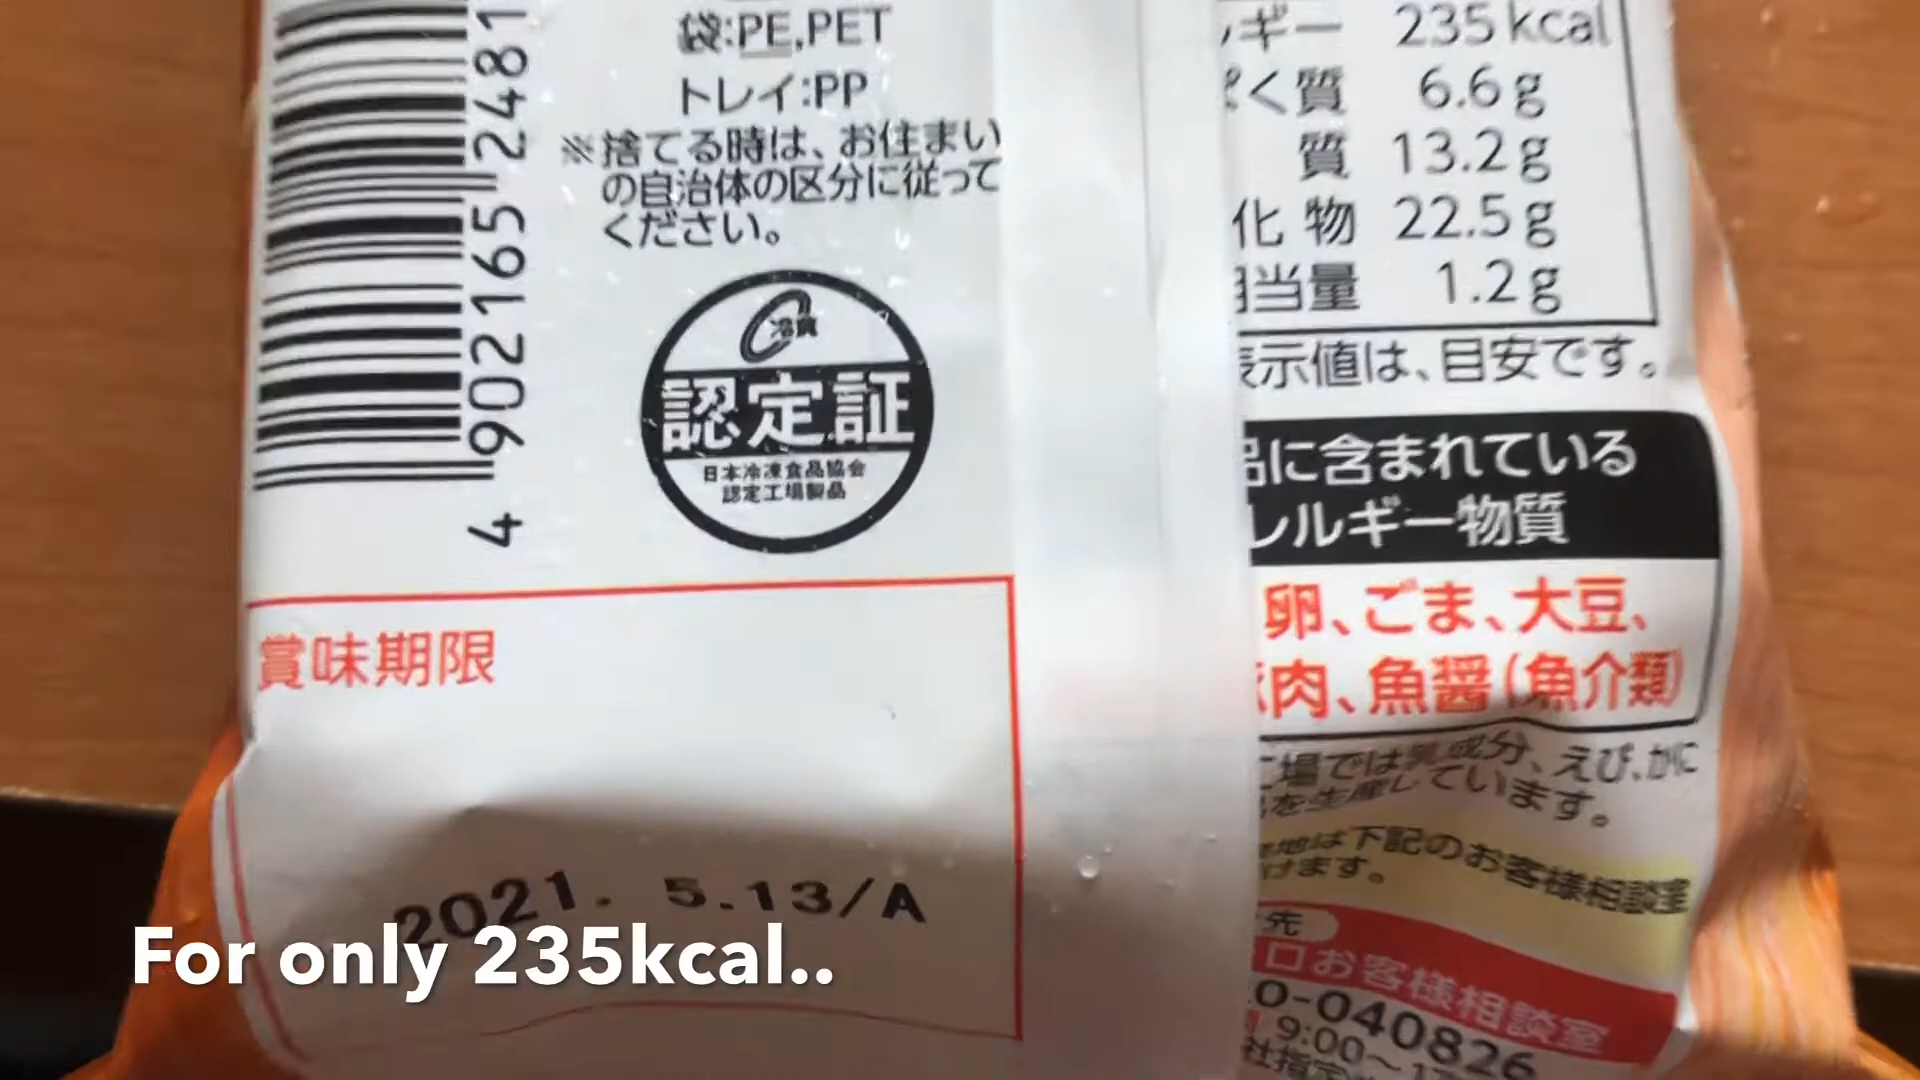 袋:PE,PET
トレイ:PP
※捨てる時は、お住まい
の自治体の区分に従って
ください。
4 902165 2481
冷食
認定証
日本冷凍食品協会
認定工場製品
賞味期限
2021. 5.13/A
ギー 235kcal
く質 6.6g
質 13.2g
化物 22.5g
当量 1.2g
表示値は、目安です。
品に含まれている
レルギー物質
卵、ごま、大豆、
肉、魚醤(魚介類)
場では乳成分、えび、かに
を生産しています。
地は下記のお客様相談室
けます。
先
ロお客様相談室
0-040826
9:00~1
社指定
For only 235kcal..